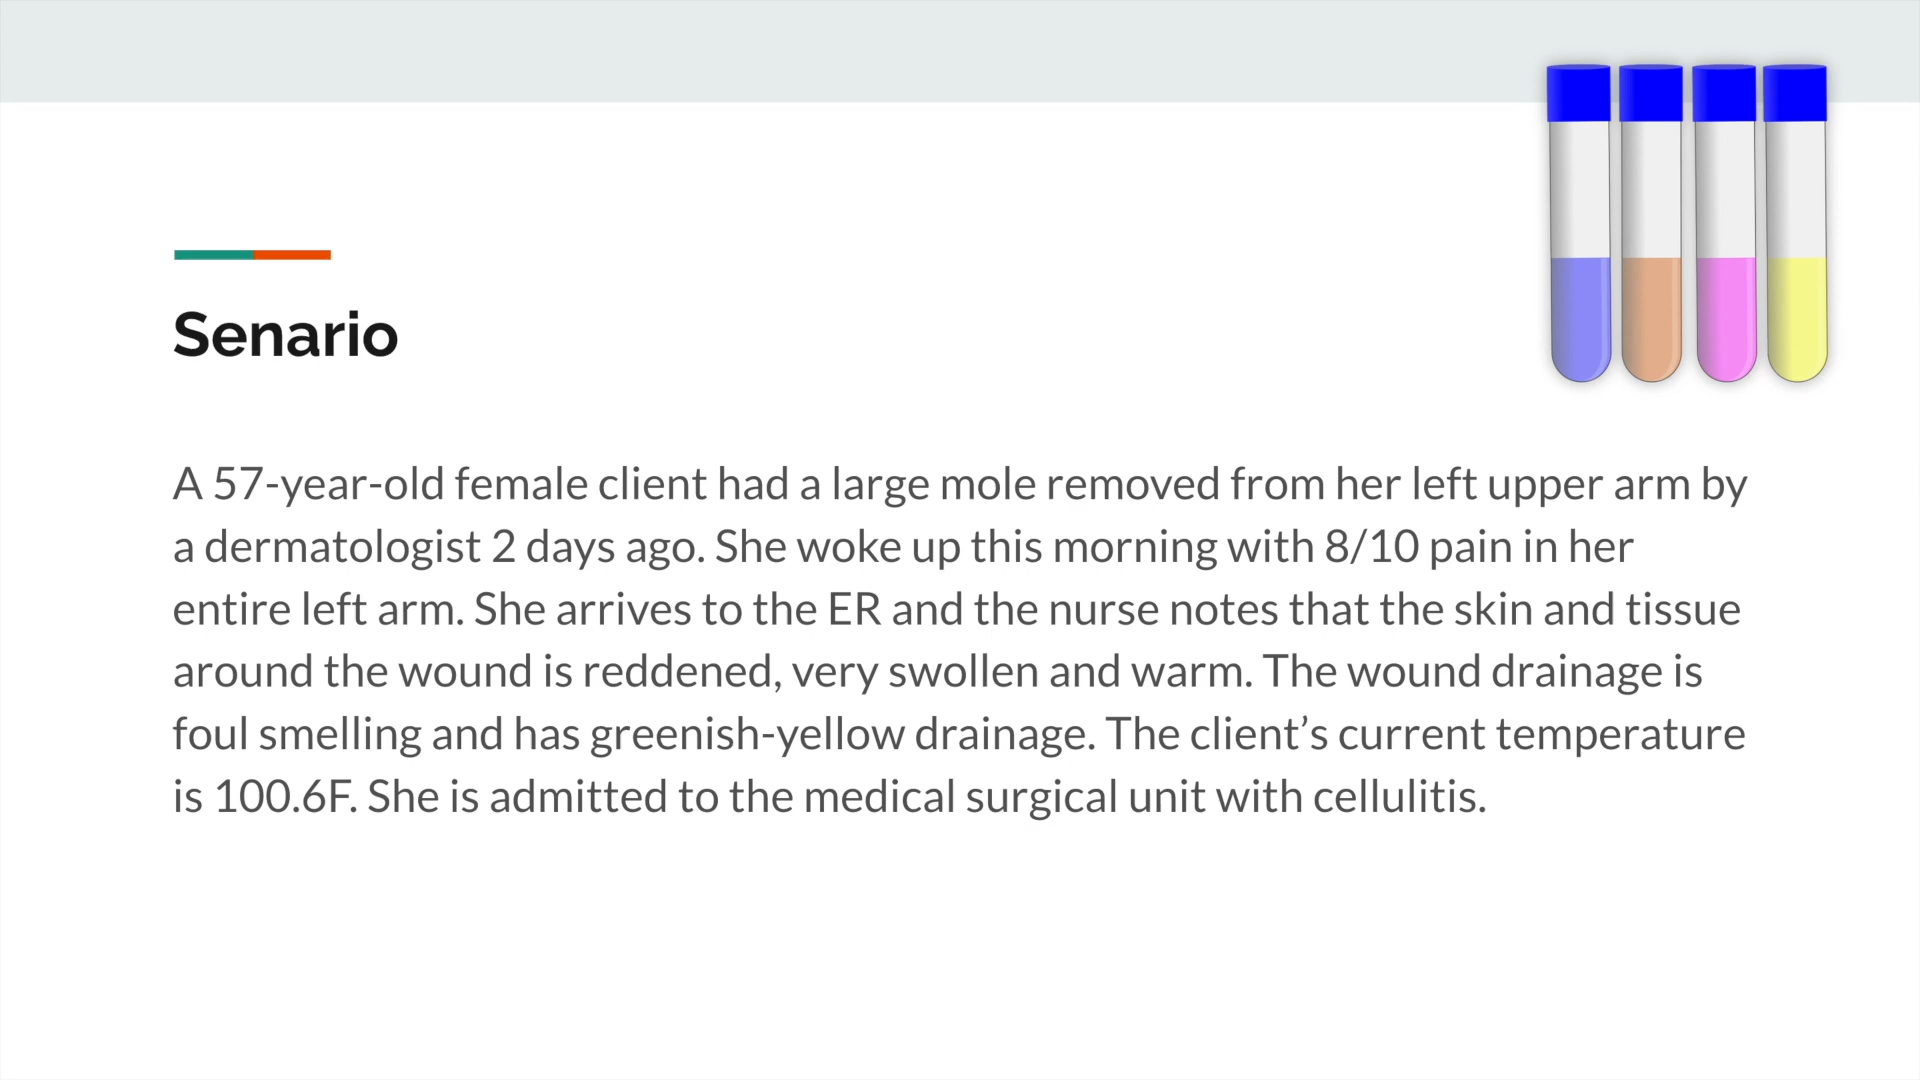 Senario
A 57-year-old female client had a large mole removed from her left upper arm by
a dermatologist 2 days ago. She woke up this morning with 8/10 pain in her
entire left arm. She arrives to the ER and the nurse notes that the skin and tissue
around the wound is reddened, very swollen and warm. The wound drainage is
foul smelling and has greenish-yellow drainage. The client’s current temperature
is 100.6F. She is admitted to the medical surgical unit with cellulitis.